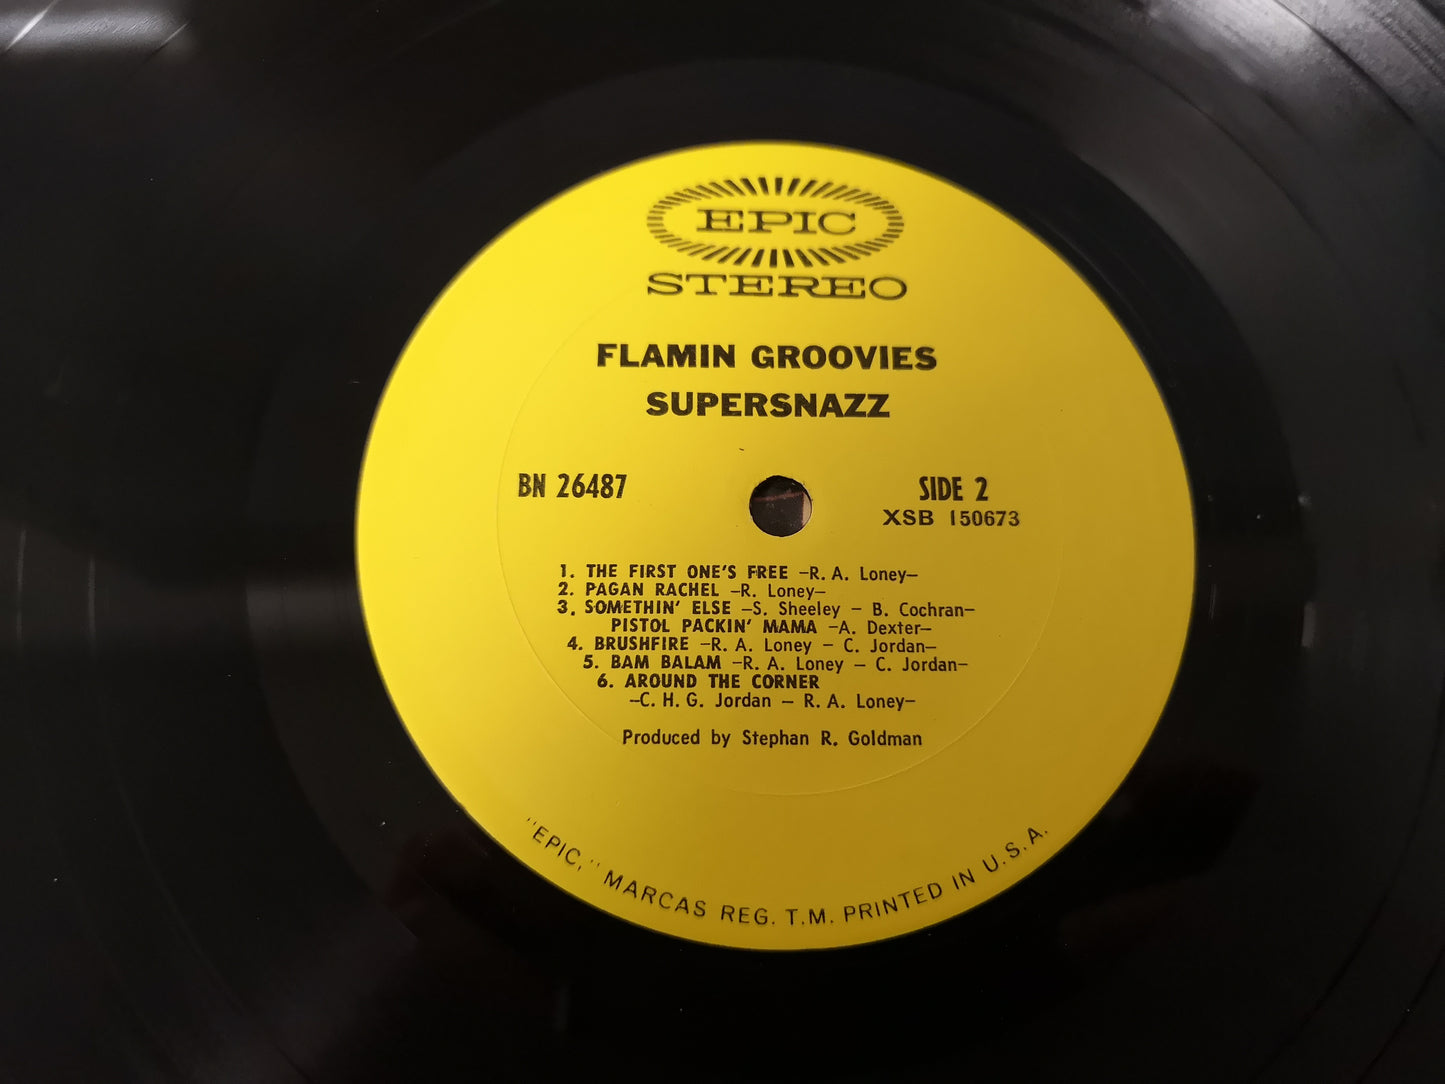 EPIC
STEREO
FLAMIN GROOVIES
SUPERSNAZZ
BN 26487
SIDE 2
XSB 150673
1. THE FIRST ONE'S FREE –R. A. Loney–
2. PAGAN RACHEL –R. Loney–
3. SOMETHIN' ELSE –S. Sheeley – B. Cochran–
PISTOL PACKIN' MAMA –A. Dexter–
4. BRUSHFIRE –R. A. Loney – C. Jordan–
5. BAM BALAM –R. A. Loney – C. Jordan–
6. AROUND THE CORNER
–C. H. G. Jordan – R. A. Loney–
Produced by Stephan R. Goldman
"EPIC," MARCAS REG. T.M. PRINTED IN U.S.A.